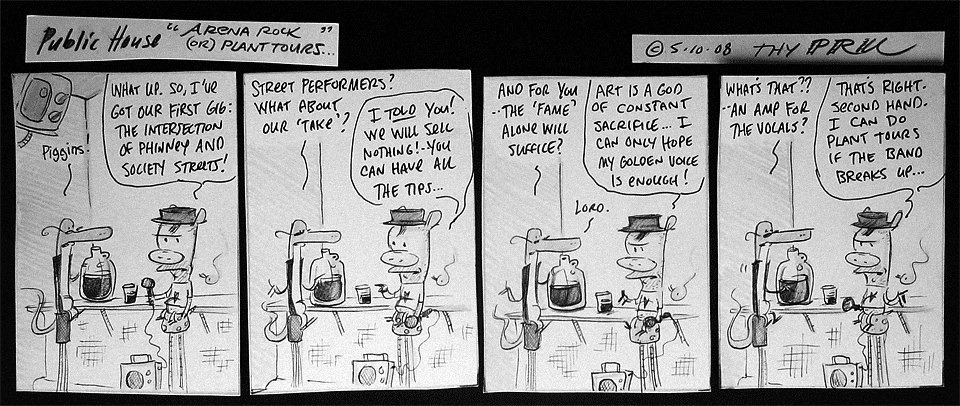 Public House "ARENA ROCK
(OR) PLANT TOURS..."
© 5·10·08 THY
WHAT UP. SO, I'VE
GOT OUR FIRST GIG:
THE INTERSECTION
OF PHINNEY AND
SOCIETY STREETS!
Piggins.
STREET PERFORMERS?
WHAT ABOUT
OUR 'TAKE'?
I TOLD YOU!
WE WILL SELL
NOTHING!-YOU
CAN HAVE ALL
THE TIPS...
AND FOR YOU
--THE 'FAME'
ALONE WILL
SUFFICE?
ART IS A GOD
OF CONSTANT
SACRIFICE... I
CAN ONLY HOPE
MY GOLDEN VOICE
IS ENOUGH!
LORD.
WHAT'S THAT??
--AN AMP FOR
THE VOCALS?
THAT'S RIGHT-
SECOND HAND.
I CAN DO
PLANT TOURS
IF THE BAND
BREAKS UP...